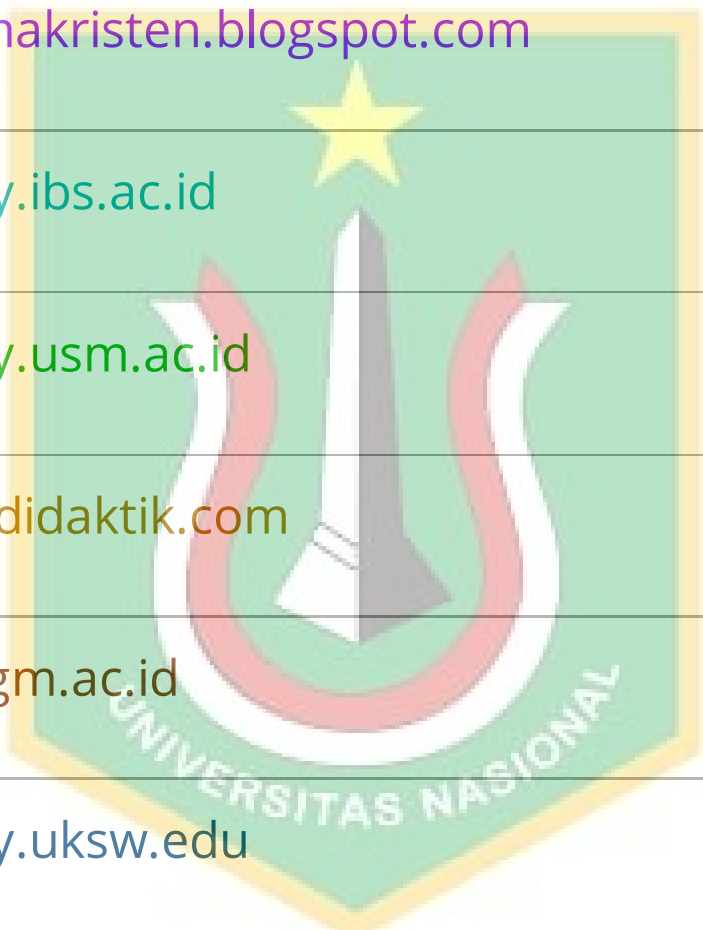 nakristen.blogspot.com
y.ibs.ac.id
y.usm.ac.id
didaktik.com
gm.ac.id
UNIVERSITAS NASIONAL
y.uksw.edu